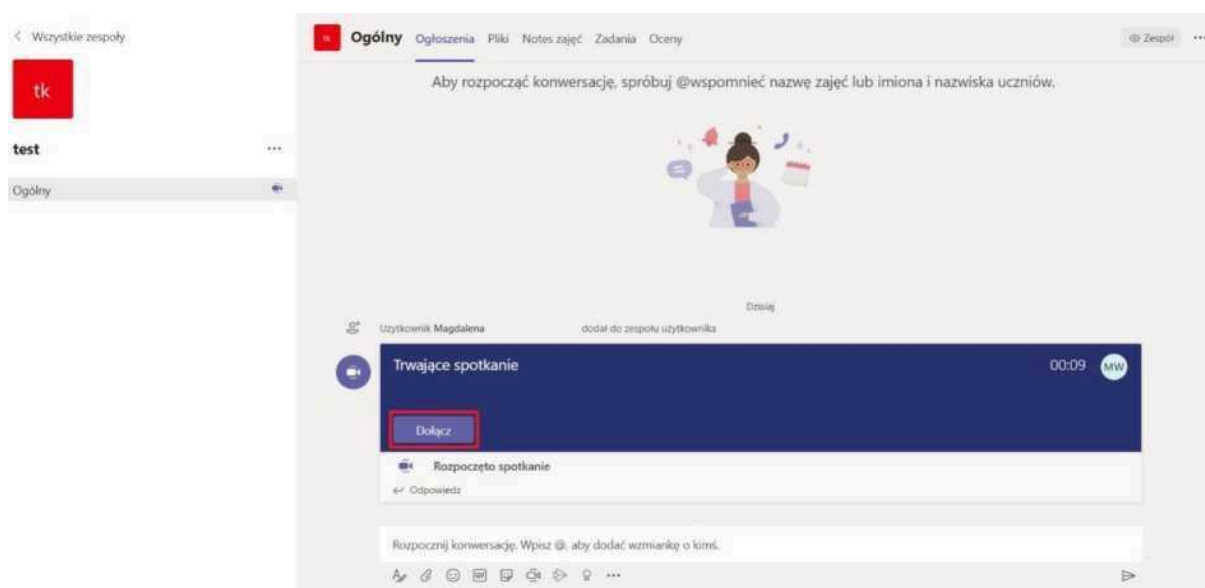 Wszystkie zespoły
tk
test
Ogólny
tk
Ogólny Ogłoszenia Pliki Notes zajęć Zadania Oceny
Zespół
Aby rozpocząć konwersację, spróbuj @wspomnieć nazwę zajęć lub imiona i nazwiska uczniów.
Dzisiaj
Użytkownik Magdalena dodał do zespołu użytkownika
Trwające spotkanie
00:09 MW
Dołącz
Rozpoczęto spotkanie
Odpowiedz
Rozpocznij konwersację. Wpisz @, aby dodać wzmiankę o kimś.
GIF